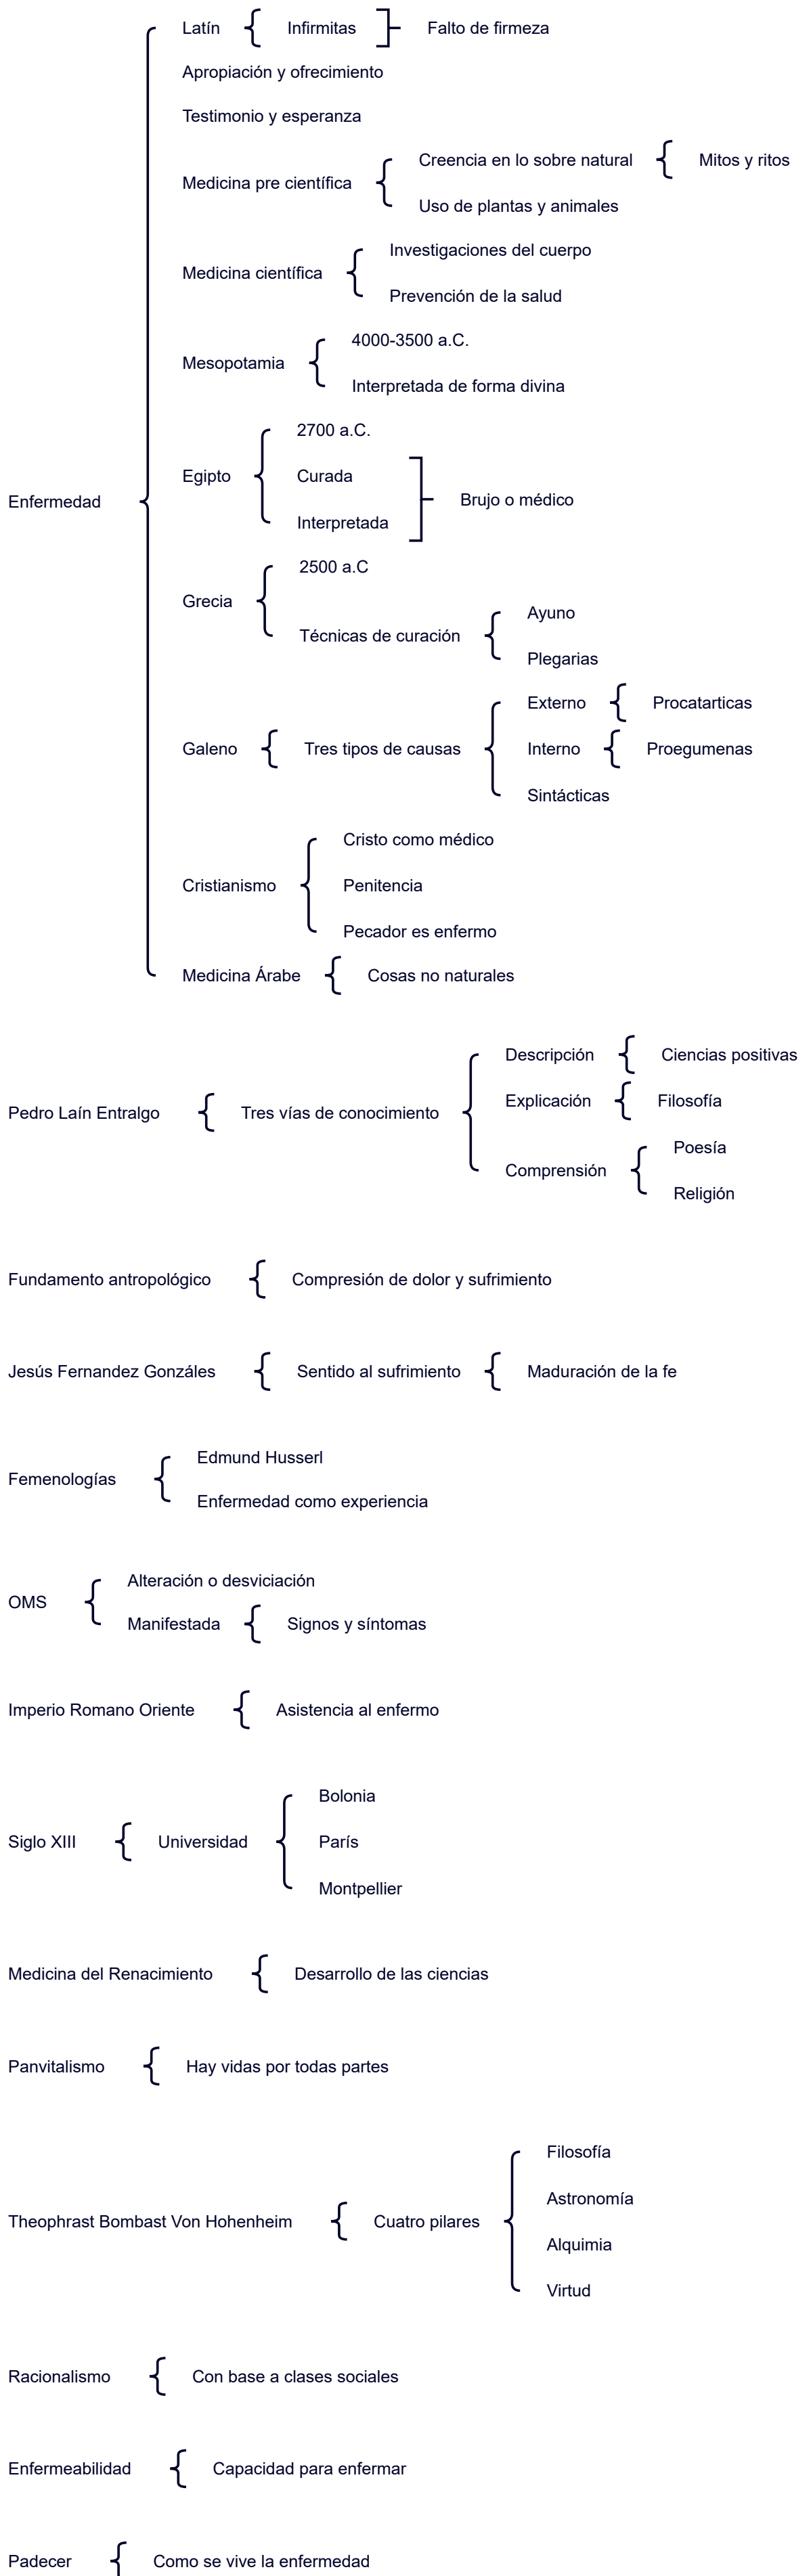 Latín
Infirmitas
Falto de firmeza
Apropiación y ofrecimiento
Testimonio y esperanza
Medicina pre científica
Creencia en lo sobre natural
Mitos y ritos
Uso de plantas y animales
Medicina científica
Investigaciones del cuerpo
Prevención de la salud
Mesopotamia
4000-3500 a.C.
Interpretada de forma divina
Enfermedad
Egipto
2700 a.C.
Curada
Interpretada
Brujo o médico
Grecia
2500 a.C
Técnicas de curación
Ayuno
Plegarias
Galeno
Tres tipos de causas
Externo
Procatarticas
Interno
Proegumenas
Sintácticas
Cristianismo
Cristo como médico
Penitencia
Pecador es enfermo
Medicina Árabe
Cosas no naturales
Pedro Laín Entralgo
Tres vías de conocimiento
Descripción
Ciencias positivas
Explicación
Filosofía
Comprensión
Poesía
Religión
Fundamento antropológico
Compresión de dolor y sufrimiento
Jesús Fernandez Gonzáles
Sentido al sufrimiento
Maduración de la fe
Femenologías
Edmund Husserl
Enfermedad como experiencia
OMS
Alteración o desviciación
Manifestada
Signos y síntomas
Imperio Romano Oriente
Asistencia al enfermo
Siglo XIII
Universidad
Bolonia
París
Montpellier
Medicina del Renacimiento
Desarrollo de las ciencias
Panvitalismo
Hay vidas por todas partes
Theophrast Bombast Von Hohenheim
Cuatro pilares
Filosofía
Astronomía
Alquimia
Virtud
Racionalismo
Con base a clases sociales
Enfermeabilidad
Capacidad para enfermar
Padecer
Como se vive la enfermedad